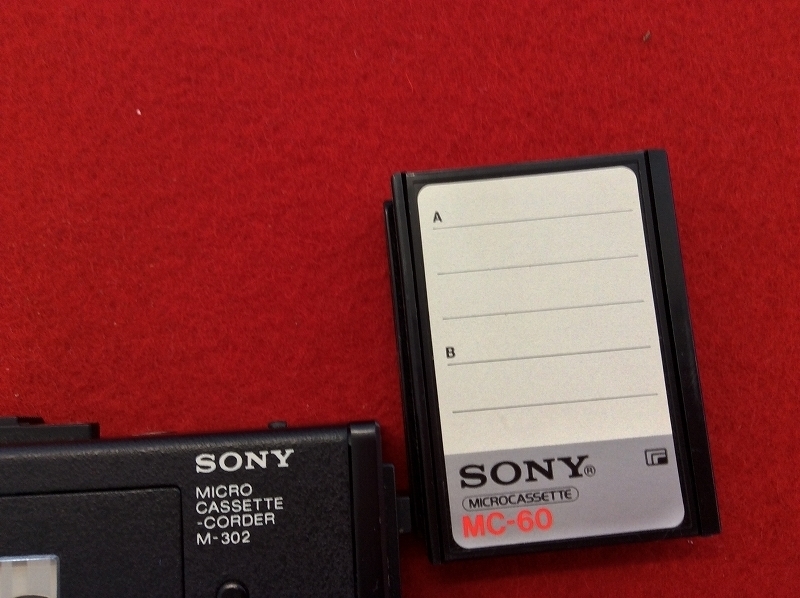 A
B
SONY®
MICROCASSETTE
MC-60
SONY
MICRO
CASSETTE
-CORDER
M-302